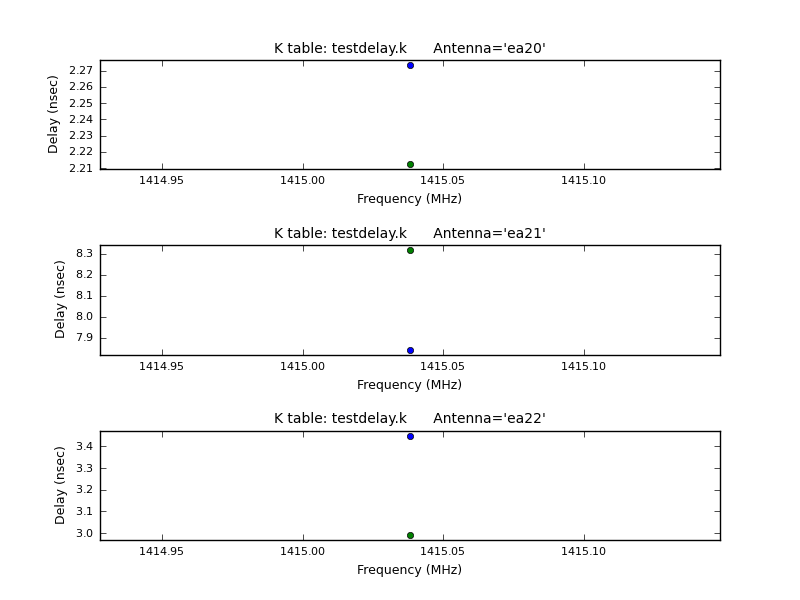 K table: testdelay.k Antenna='ea20'
Delay (nsec)
2.27
2.26
2.25
2.24
2.23
2.22
2.21
1414.95 1415.00 1415.05 1415.10
Frequency (MHz)
K table: testdelay.k Antenna='ea21'
Delay (nsec)
8.3
8.2
8.1
8.0
7.9
1414.95 1415.00 1415.05 1415.10
Frequency (MHz)
K table: testdelay.k Antenna='ea22'
Delay (nsec)
3.4
3.3
3.2
3.1
3.0
1414.95 1415.00 1415.05 1415.10
Frequency (MHz)